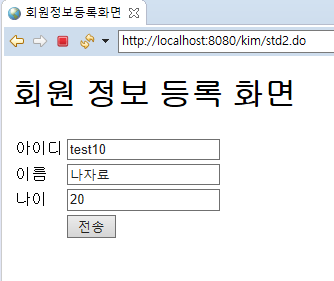 회원정보등록화면
http://localhost:8080/kim/std2.do
회원 정보 등록 화면
아이디 test10
이름 나자료
나이 20
전송